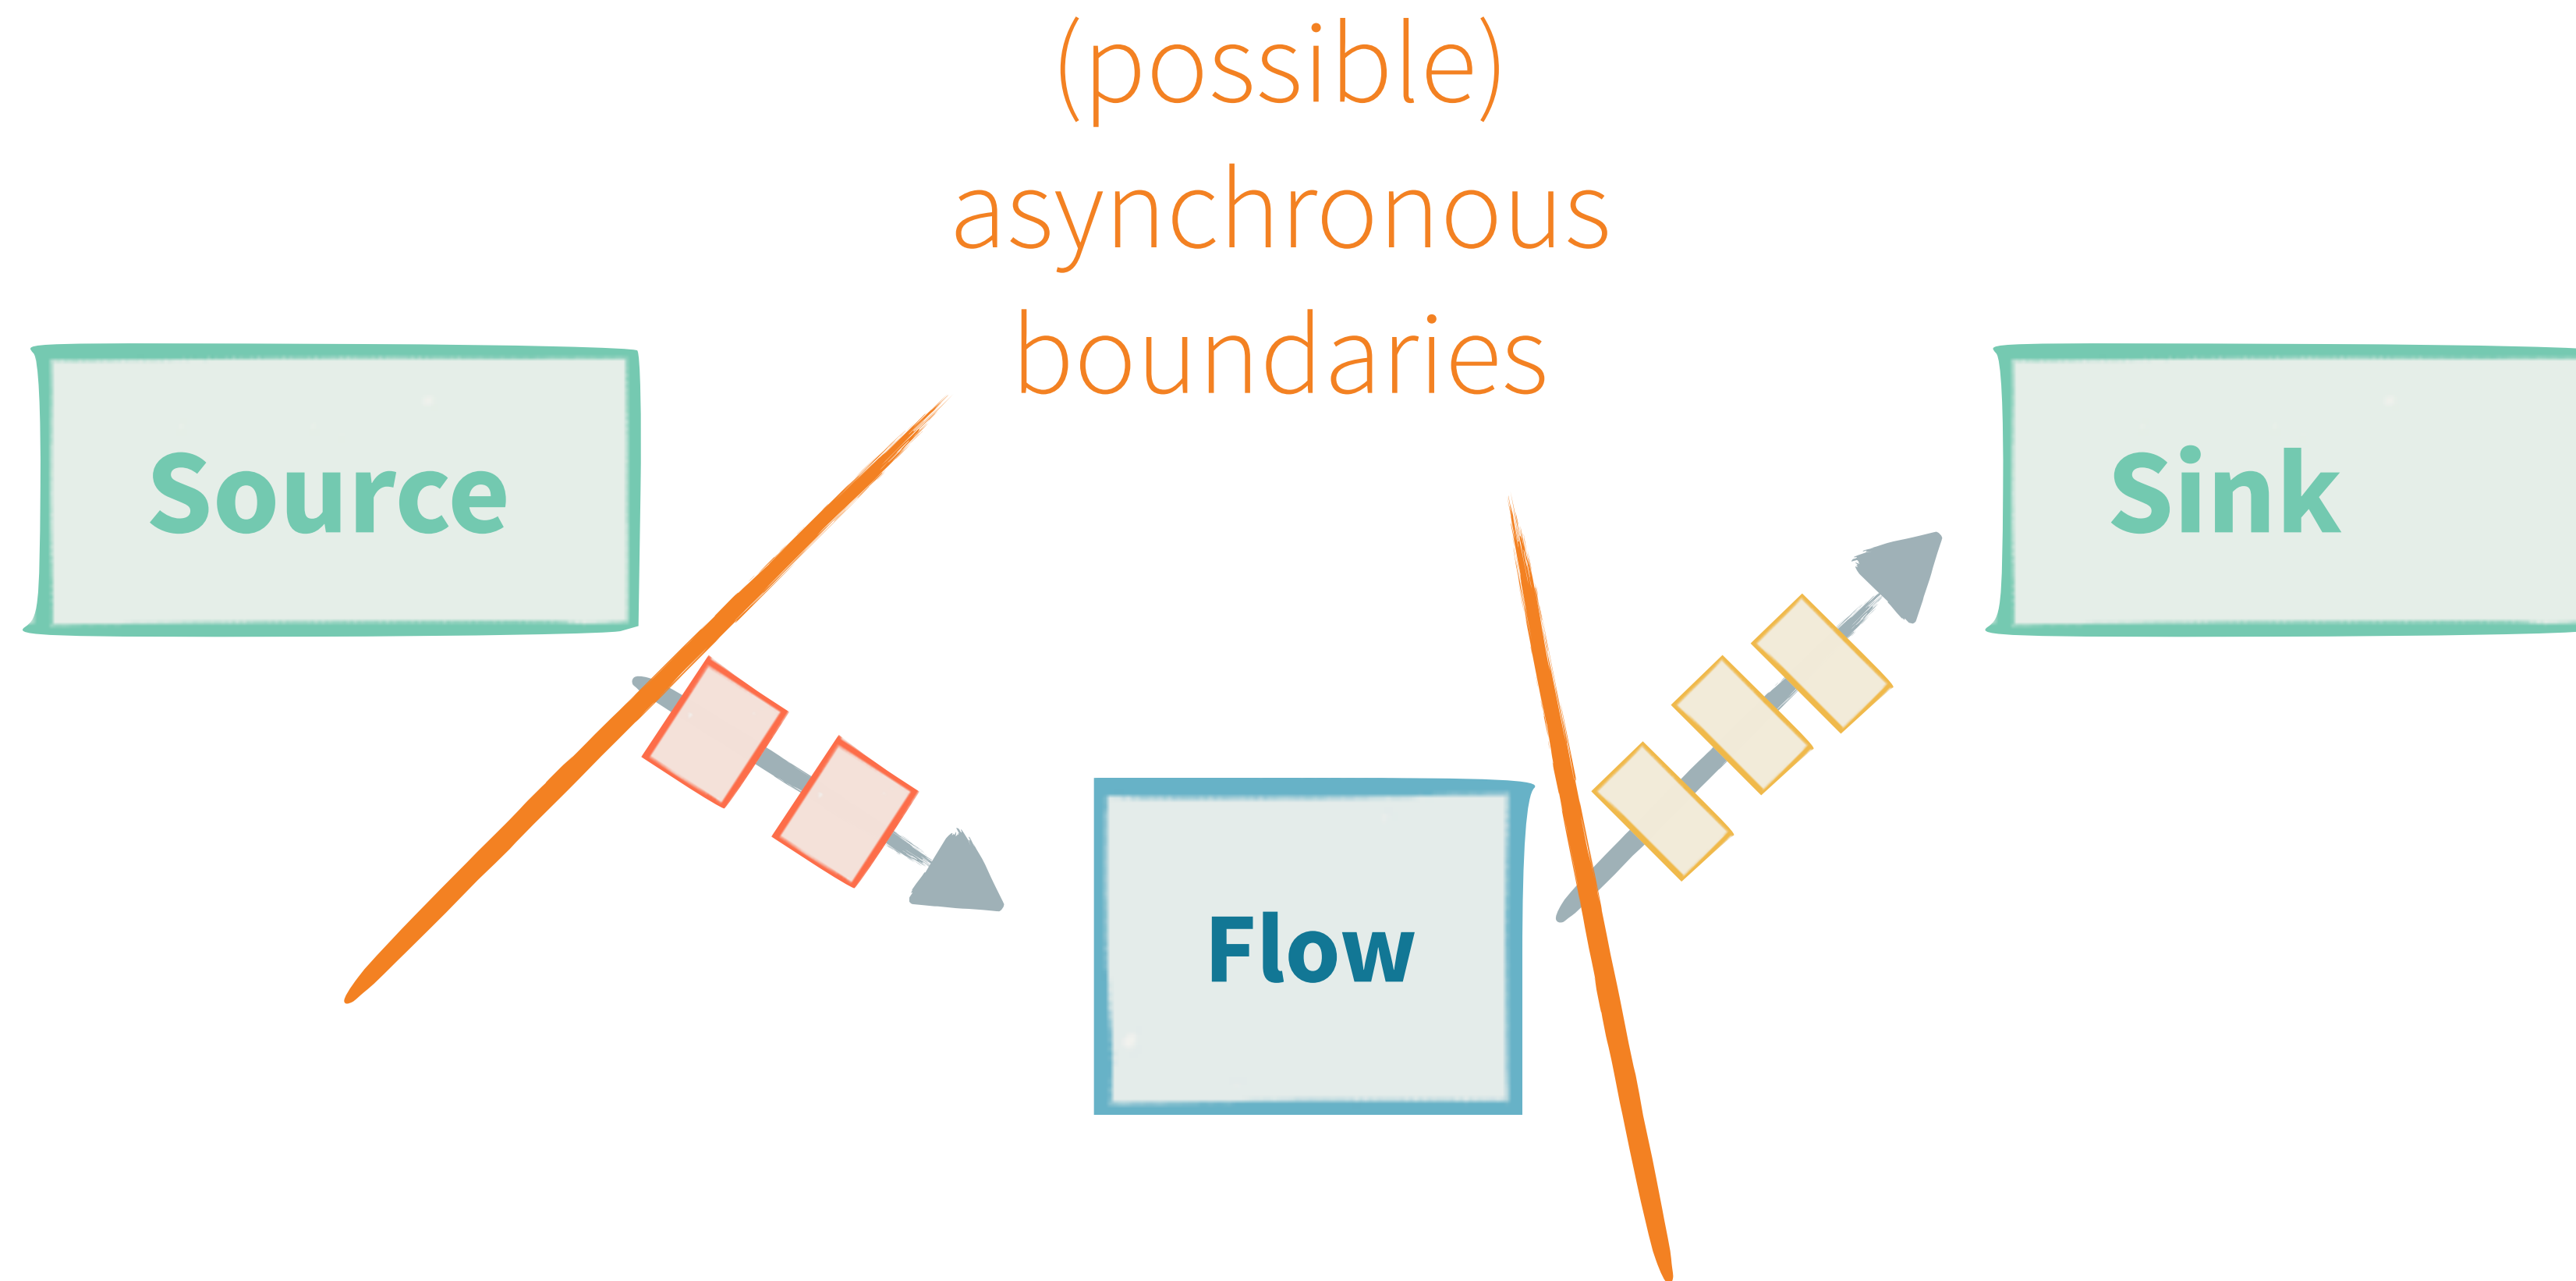 (possible)
asynchronous
boundaries
Source
Sink
Flow